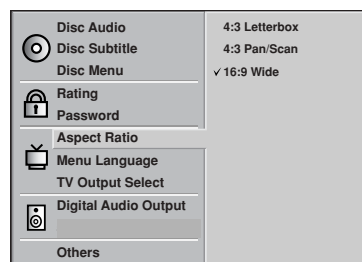 Disc Audio
Disc Subtitle
Disc Menu
Rating
Password
Aspect Ratio
Menu Language
TV Output Select
Digital Audio Output
Others
4:3 Letterbox
4:3 Pan/Scan
✓ 16:9 Wide